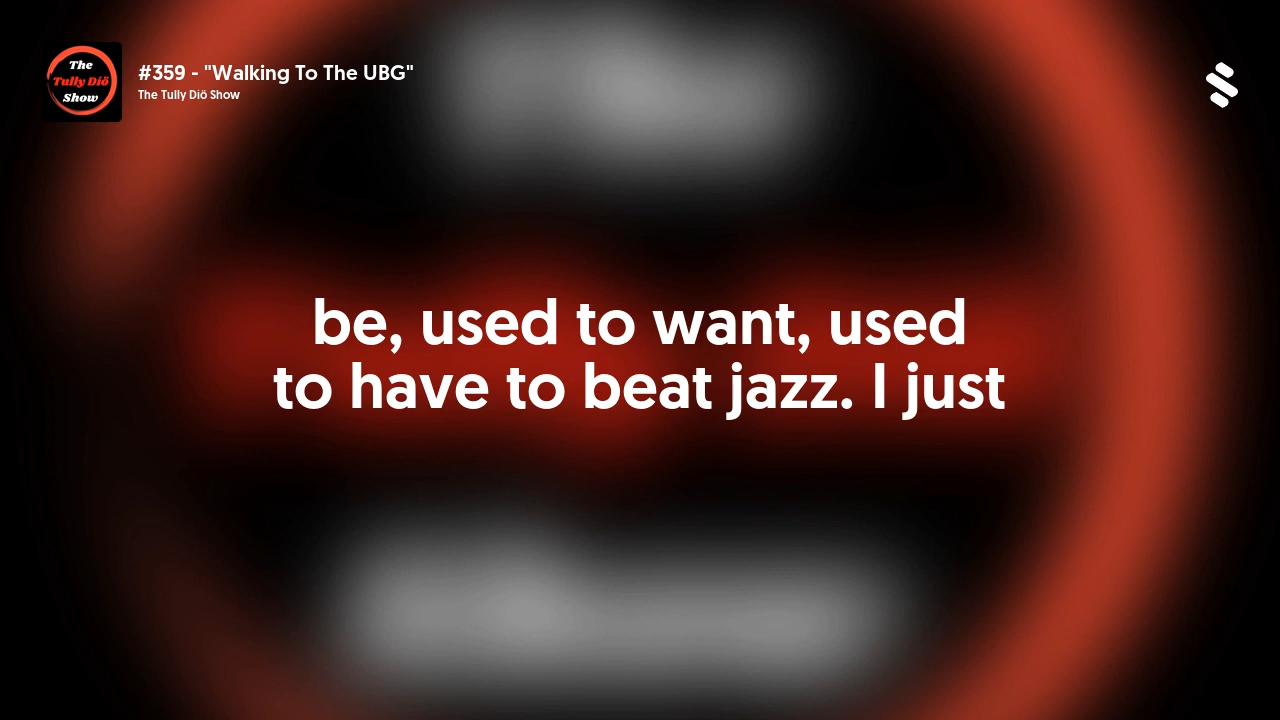 The
Tully Diö
Show
#359 - "Walking To The UBG"
The Tully Diö Show
be, used to want, used
to have to beat jazz. I just